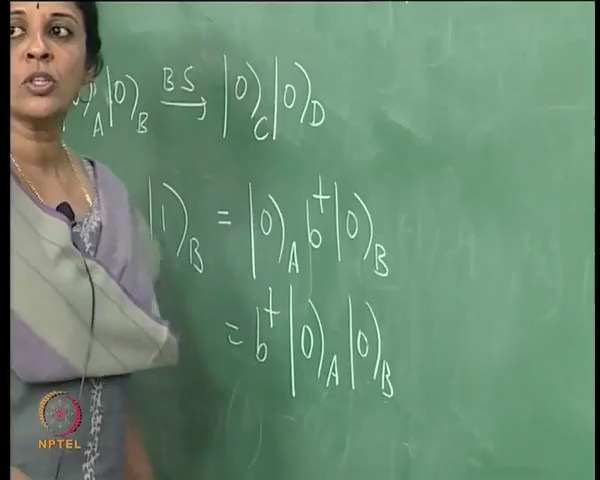 0⟩_A |0⟩_B --BS--> |0⟩_C |0⟩_D
|1⟩_B = |0⟩_A b† |0⟩_B
= b† |0⟩_A |0⟩_B
NPTEL